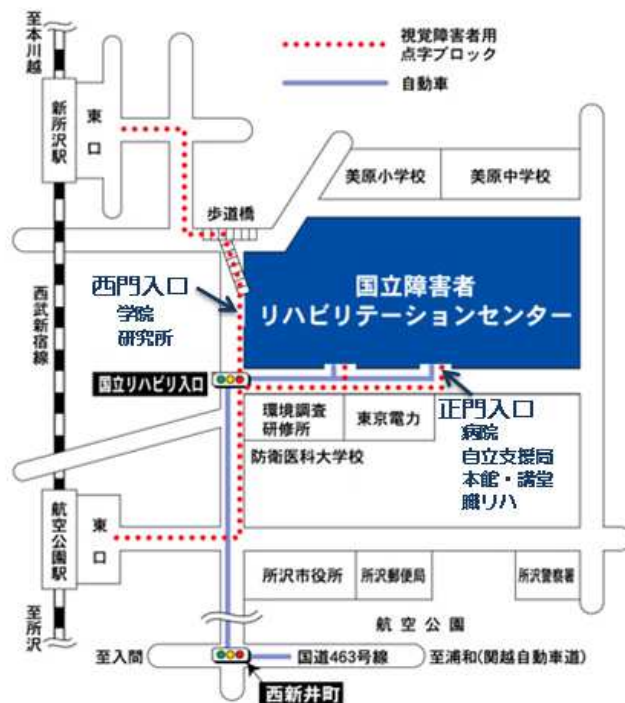 至本川越
視覚障害者用
点字ブロック
自動車
新所沢駅
東口
美原小学校
美原中学校
歩道橋
西武新宿線
西門入口
学院
研究所
国立障害者
リハビリテーションセンター
国立リハビリ入口
環境調査
研修所
東京電力
正門入口
病院
自立支援局
本館・講堂
職リハ
防衛医科大学校
航空公園駅
東口
所沢市役所
所沢郵便局
所沢警察署
至所沢
航空公園
至入間
国道463号線
至浦和(関越自動車道)
西新井町